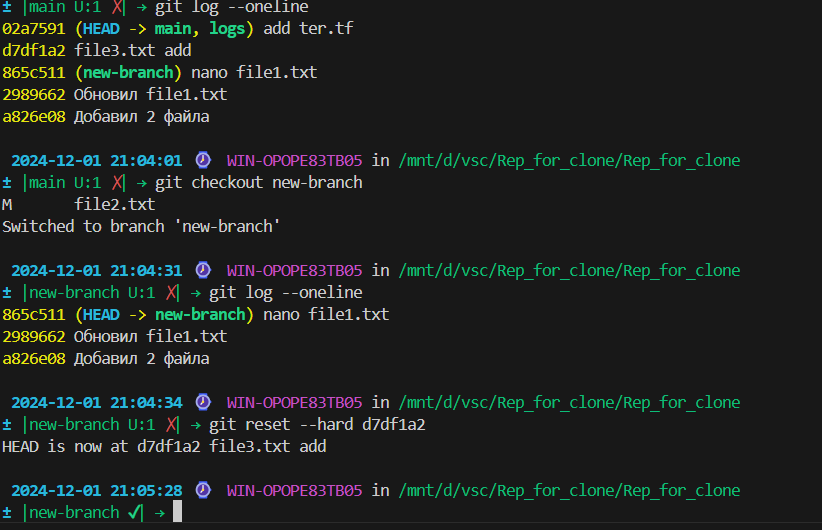 ± |main U:1 ✗| → git log --oneline
02a7591 (HEAD -> main, logs) add ter.tf
d7df1a2 file3.txt add
865c511 (new-branch) nano file1.txt
2989662 Обновил file1.txt
a826e08 Добавил 2 файла
2024-12-01 21:04:01 WIN-OPOPE83TB05 in /mnt/d/vsc/Rep_for_clone/Rep_for_clone
± |main U:1 ✗| → git checkout new-branch
M file2.txt
Switched to branch 'new-branch'
2024-12-01 21:04:31 WIN-OPOPE83TB05 in /mnt/d/vsc/Rep_for_clone/Rep_for_clone
± |new-branch U:1 ✗| → git log --oneline
865c511 (HEAD -> new-branch) nano file1.txt
2989662 Обновил file1.txt
a826e08 Добавил 2 файла
2024-12-01 21:04:34 WIN-OPOPE83TB05 in /mnt/d/vsc/Rep_for_clone/Rep_for_clone
± |new-branch U:1 ✗| → git reset --hard d7df1a2
HEAD is now at d7df1a2 file3.txt add
2024-12-01 21:05:28 WIN-OPOPE83TB05 in /mnt/d/vsc/Rep_for_clone/Rep_for_clone
± |new-branch ✓| →